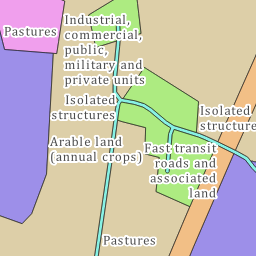 Industrial,
commercial,
public,
military and
private units
Pastures
Isolated
structures
Isolated
structure
Arable land
(annual crops)
Fast transit
roads and
associated
land
Pastures